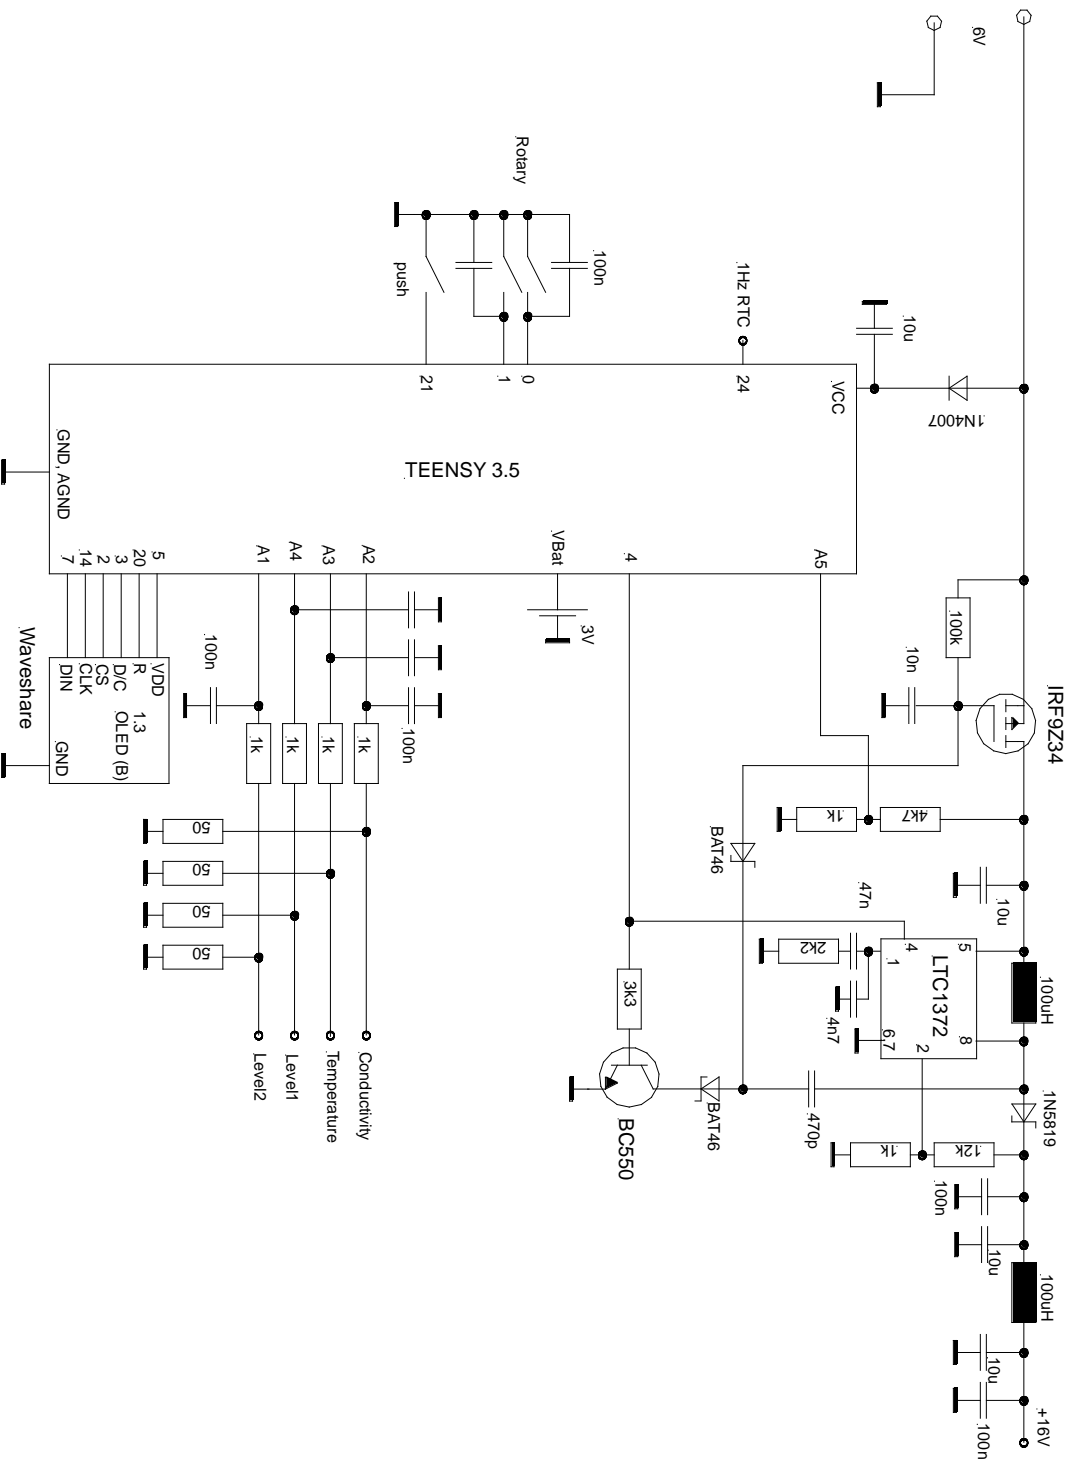 6V
IRF9Z34
100uH
1N5819
100uH
+16V
1N4007
100k
10n
4k7
1k
10u
10u
BAT46
47n
2k2
4n7
LTC1372
5
8
4
1
6,7
2
470p
BAT46
12k
1k
100n
10u
10u
100n
1Hz RTC
100n
Rotary
push
VCC
24
0
1
21
TEENSY 3.5
GND, AGND
A5
4
VBat
3V
3k3
BC550
A2
A3
A4
A1
100n
100n
1k
1k
1k
1k
50
50
50
50
Conductivity
Temperature
Level1
Level2
5
20
3
2
14
7
VDD
R
D/C
CS
CLK
DIN
1.3
OLED (B)
GND
Waveshare